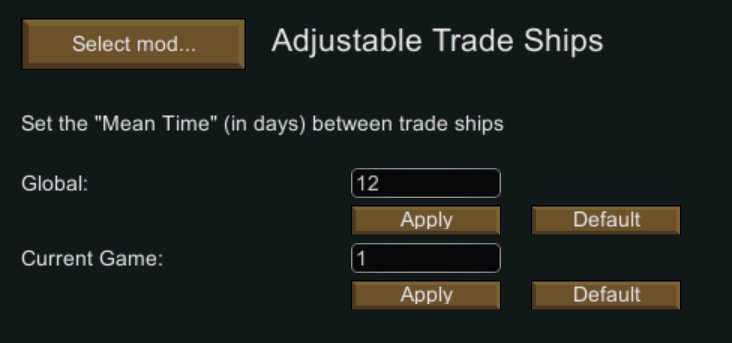 Select mod...
Adjustable Trade Ships
Set the "Mean Time" (in days) between trade ships
Global:
12
Apply
Default
Current Game:
1
Apply
Default